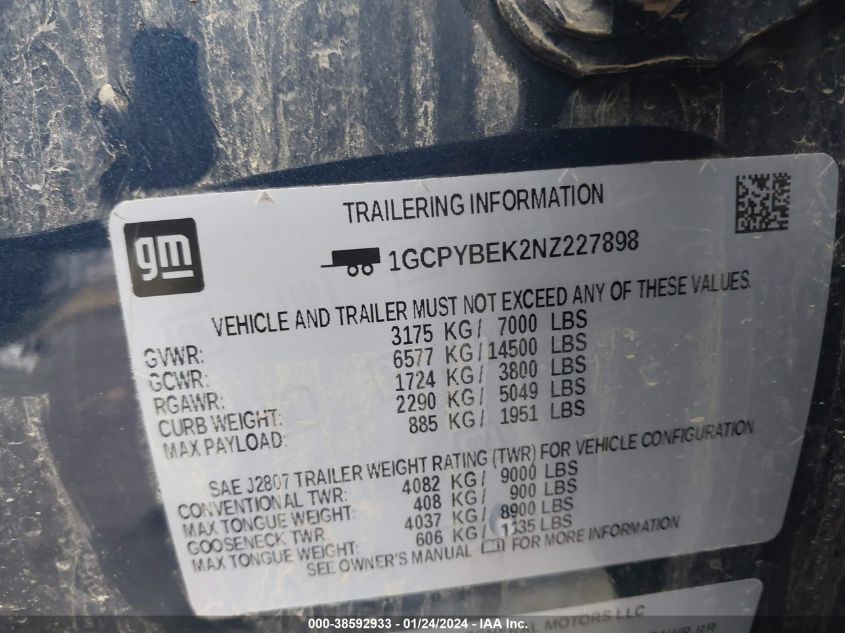 TRAILERING INFORMATION
gm
1GCPYBEK2NZ227898
VEHICLE AND TRAILER MUST NOT EXCEED ANY OF THESE VALUES.
GVWR: 3175 KG/ 7000 LBS
GCWR: 6577 KG/ 14500 LBS
RGAWR: 1724 KG/ 3800 LBS
CURB WEIGHT: 2290 KG/ 5049 LBS
MAX PAYLOAD: 885 KG/ 1951 LBS
SAE J2807 TRAILER WEIGHT RATING (TWR) FOR VEHICLE CONFIGURATION
CONVENTIONAL TWR: 4082 KG/ 9000 LBS
MAX TONGUE WEIGHT: 408 KG/ 900 LBS
GOOSENECK TWR 4037 KG/ 8900 LBS
MAX TONGUE WEIGHT: 606 KG/ 1335 LBS
SEE OWNER'S MANUAL FOR MORE INFORMATION
MOTORS LLC
GAWR RR
000-38592933 - 01/24/2024 - IAA Inc.